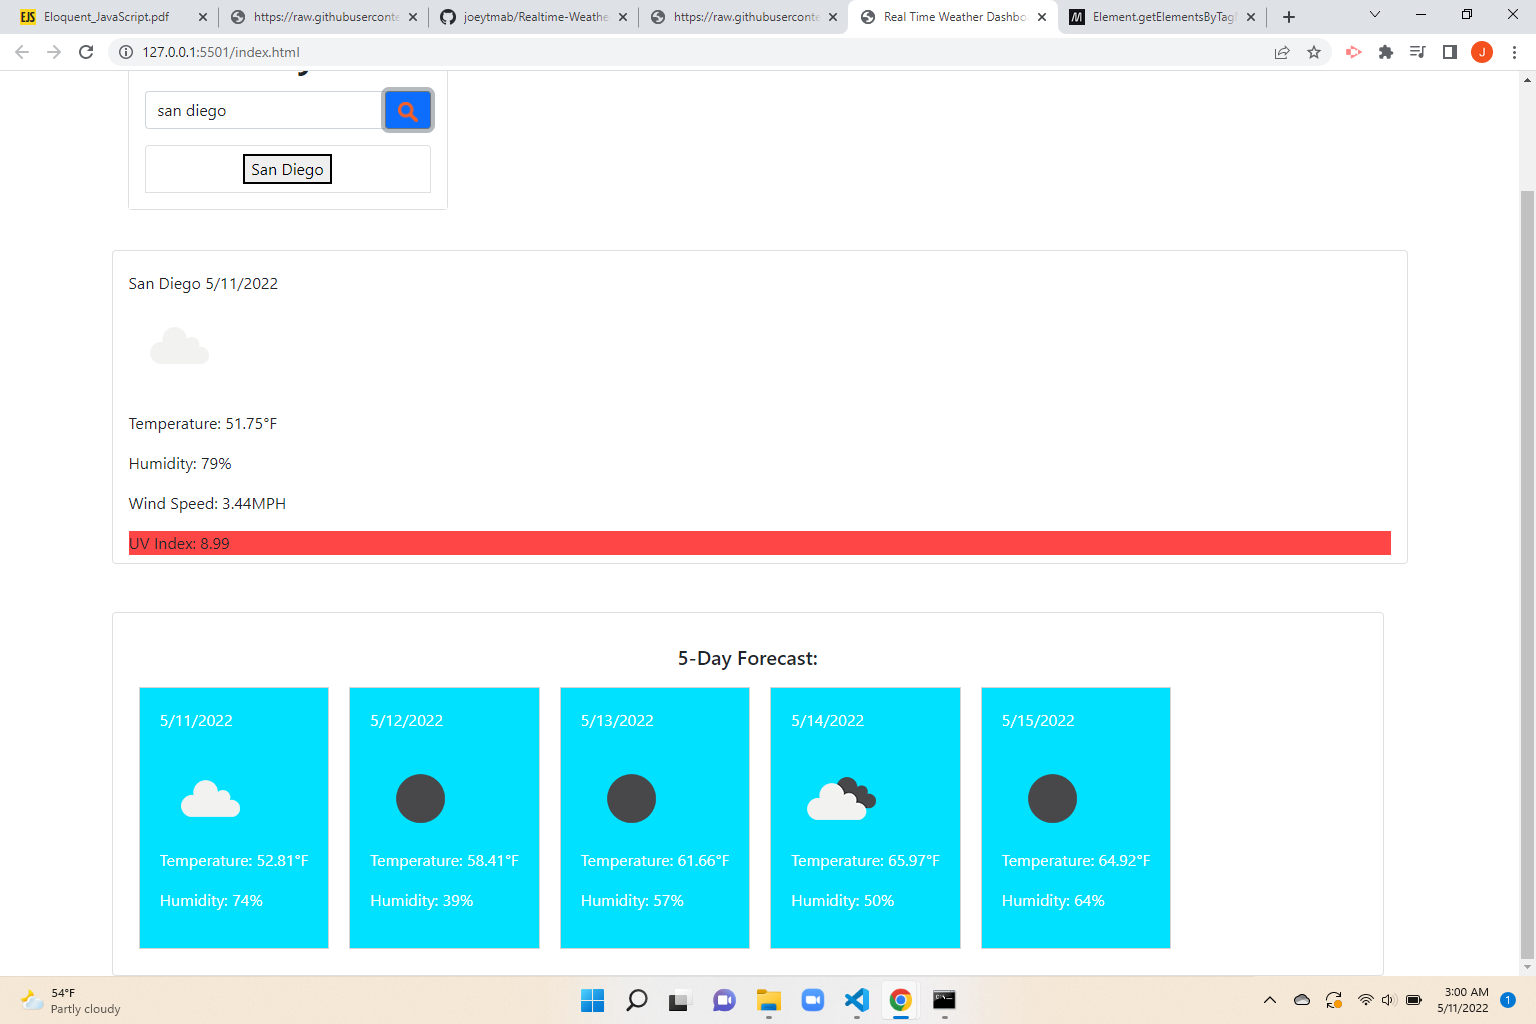 EJS Eloquent_JavaScript.pdf
https://raw.githubuserconte
joeytmab/Realtime-Weathe
https://raw.githubuserconte
Real Time Weather Dashbo
M Element.getElementsByTag
127.0.0.1:5501/index.html
J
san diego
San Diego
San Diego 5/11/2022
Temperature: 51.75°F
Humidity: 79%
Wind Speed: 3.44MPH
UV Index: 8.99
5-Day Forecast:
5/11/2022
Temperature: 52.81°F
Humidity: 74%
5/12/2022
Temperature: 58.41°F
Humidity: 39%
5/13/2022
Temperature: 61.66°F
Humidity: 57%
5/14/2022
Temperature: 65.97°F
Humidity: 50%
5/15/2022
Temperature: 64.92°F
Humidity: 64%
54°F
Partly cloudy
3:00 AM
5/11/2022
1